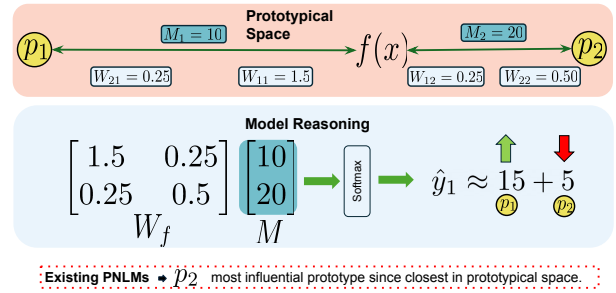 Prototypical
Space
p₁ M₁ = 10 f(x) M₂ = 20 p₂
W₂₁ = 0.25 W₁₁ = 1.5 W₁₂ = 0.25 W₂₂ = 0.50
Model Reasoning
[1.5 0.25] [10]
[0.25 0.5] [20] Softmax ŷ₁ ≈ 15 + 5
p₁ p₂
W_f M
Existing PNLMs ➡ p₂ most influential prototype since closest in prototypical space.